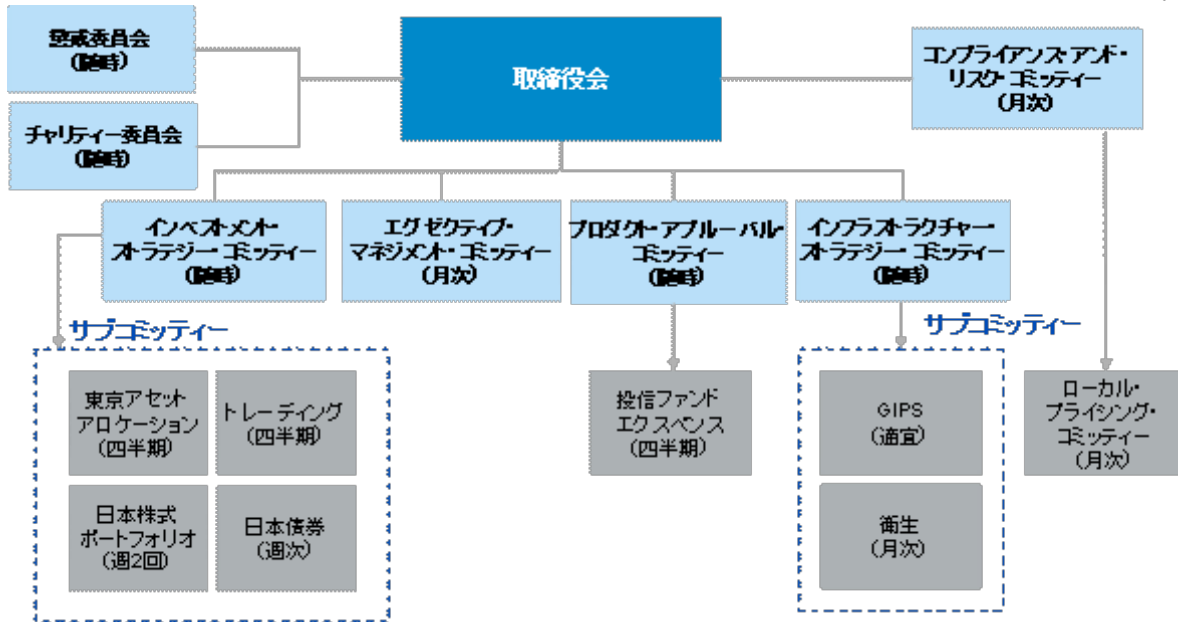 懲戒委員会
(随時)
取締役会
コンプライアンス・アンド・
リスク・コミッティー
(月次)
チャリティー委員会
(随時)
インベストメント・
ストラテジー・コミッティー
(随時)
エグゼクティブ・
マネジメント・コミッティー
(月次)
プロダクト・アプルーバル・
コミッティー
(随時)
インフラストラクチャー・
ストラテジー・コミッティー
(随時)
サブコミッティー
サブコミッティー
東京アセット
アロケーション
(四半期)
トレーディング
(四半期)
投信ファンド
エクスペンス
(四半期)
GIPS
(適宜)
ローカル・
プライシング・
コミッティー
(月次)
日本株式
ポートフォリオ
(週2回)
日本債券
(週次)
衛生
(月次)